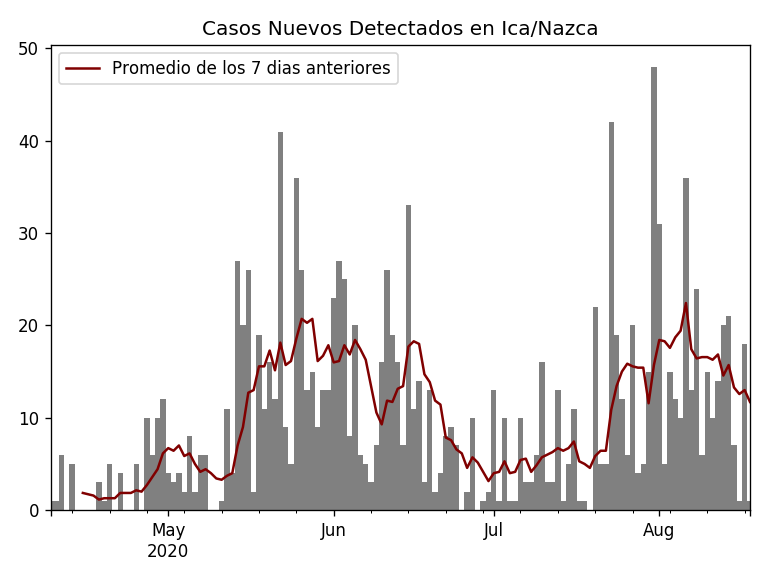 Casos Nuevos Detectados en Ica/Nazca
Promedio de los 7 dias anteriores
50
40
30
20
10
0
May
2020
Jun
Jul
Aug